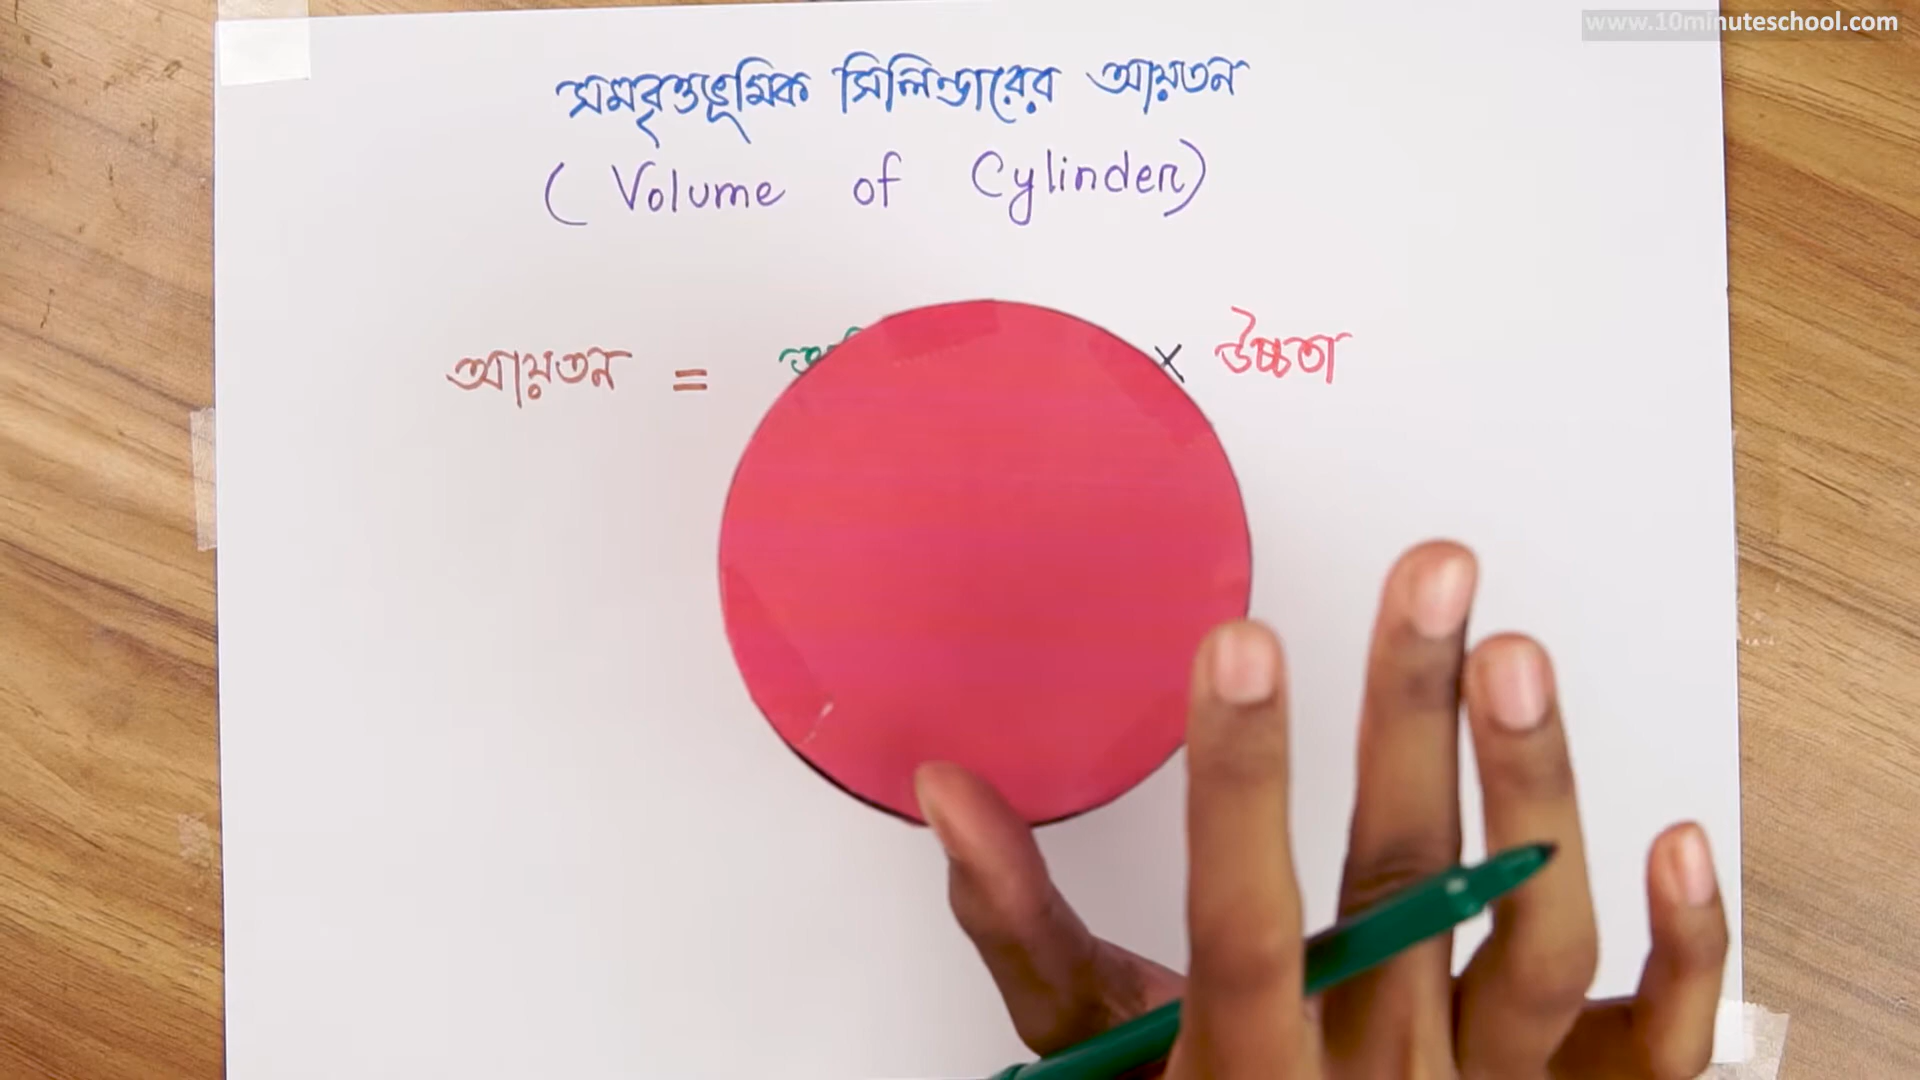 www.10minuteschool.com
সমবৃত্তভূমিক সিলিন্ডারের আয়তন
( Volume of Cylinder)
আয়তন = × উচ্চতা